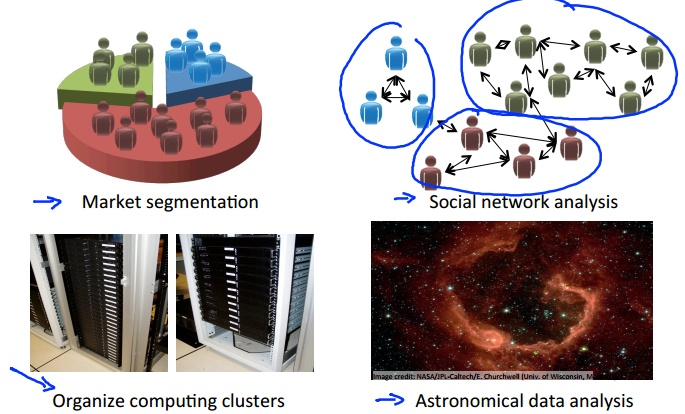 Market segmentation
Social network analysis
Image credit: NASA/JPL-Caltech/E. Churchwell (Univ. of Wisconsin, M
Organize computing clusters
Astronomical data analysis